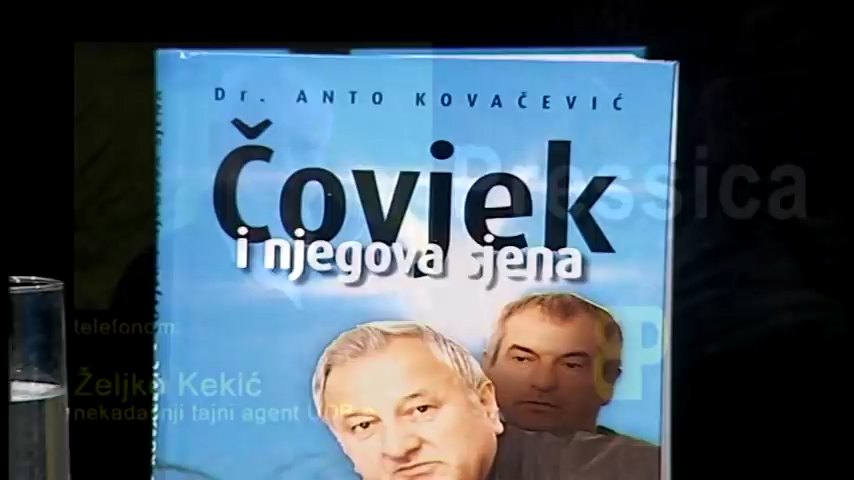 Dr. ANTO KOVAČEVIĆ
Čovjek
Pressica
i njegova sjena
telefonom
Željko Kekić
nekadašnji tajni agent